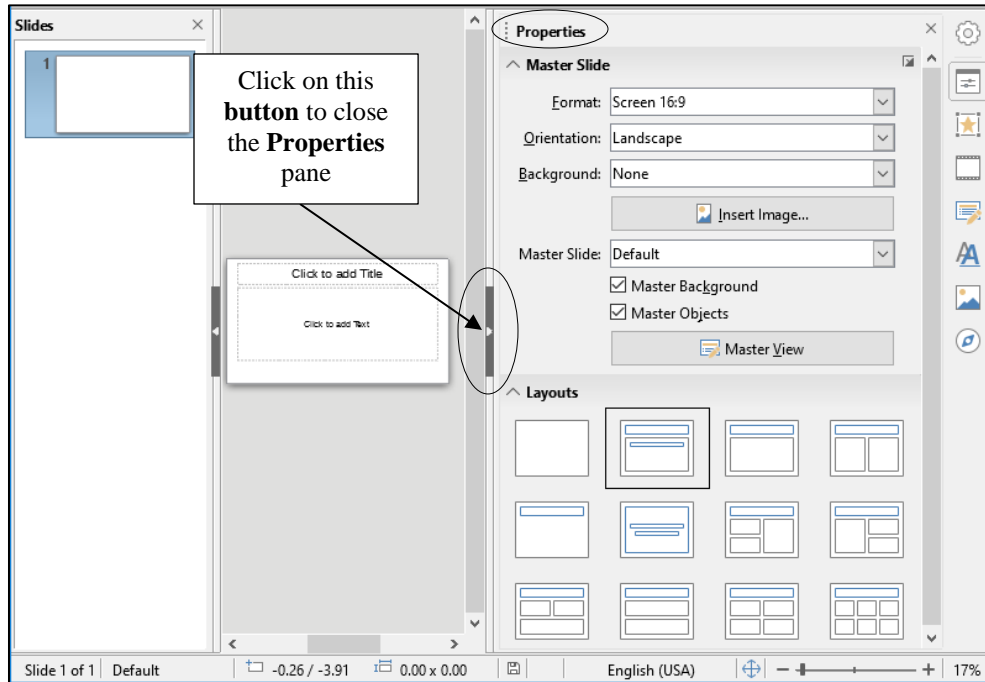 Slides
1
Click on this
button to close
the Properties
pane
Click to add Title
Click to add Text
Properties
Master Slide
Format: Screen 16:9
Orientation: Landscape
Background: None
Insert Image...
Master Slide: Default
Master Background
Master Objects
Master View
Layouts
Slide 1 of 1 Default -0.26 / -3.91 0.00 x 0.00 English (USA) 17%